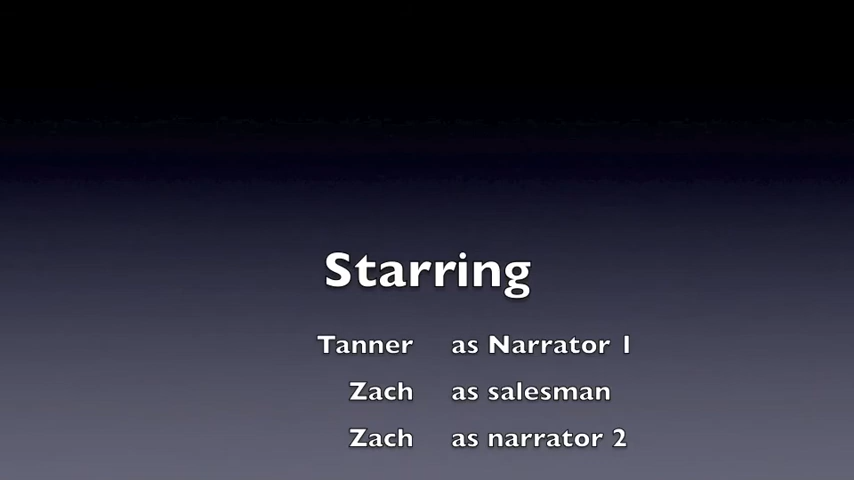 Starring
Tanner as Narrator 1
Zach as salesman
Zach as narrator 2